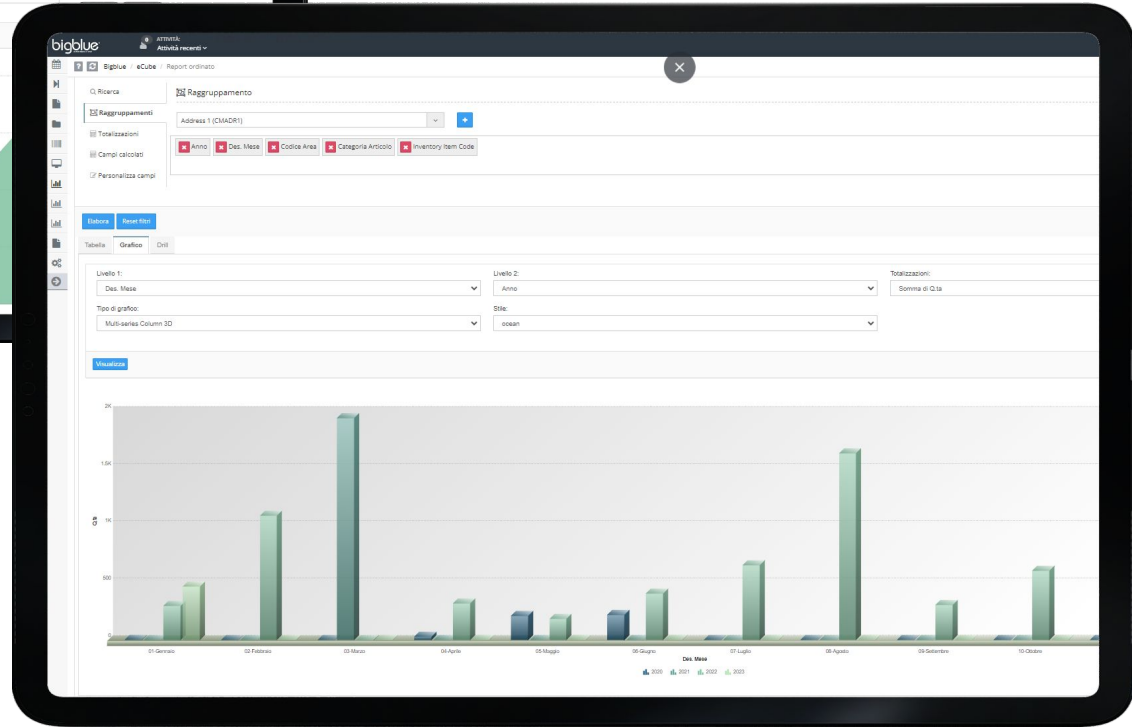 bigblue
0 ATTIVITÀ:
Attività recenti
Bigblue / eCube / Report ordinato
Ricerca
Raggruppamenti
Totalizzazioni
Campi calcolati
Personalizza campi
Raggruppamento
Address 1 (CMADR1)
+
× Anno × Des. Mese × Codice Area × Categoria Articolo × Inventory Item Code
Elabora Reset filtri
Tabella Grafico Drill
Livello 1: Livello 2: Totalizzazioni:
Des. Mese Anno Somma di Q.ta
Tipo di grafico: Stile:
Multi-series Column 3D ocean
Visualizza
2K
1.5K
1K
500
0
01-Gennaio 02-Febbraio 03-Marzo 04-Aprile 05-Maggio 06-Giugno 07-Luglio 08-Agosto 09-Settembre 10-Ottobre
Des. Mese
2020 2021 2022 2023